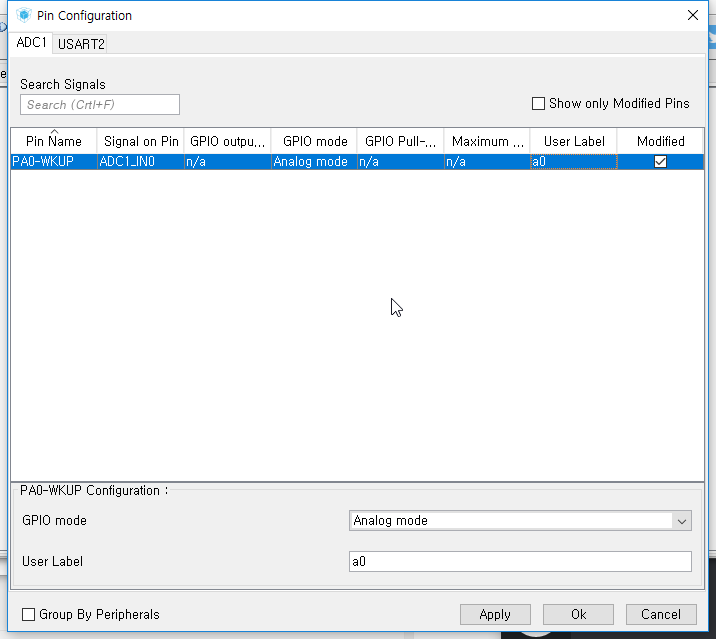 Pin Configuration
ADC1 USART2
Search Signals
Search (Crtl+F)
Show only Modified Pins
Pin Name Signal on Pin GPIO outpu... GPIO mode GPIO Pull-... Maximum ... User Label Modified
PA0-WKUP ADC1_IN0 n/a Analog mode n/a n/a a0
PA0-WKUP Configuration :
GPIO mode Analog mode
User Label a0
Group By Peripherals Apply Ok Cancel